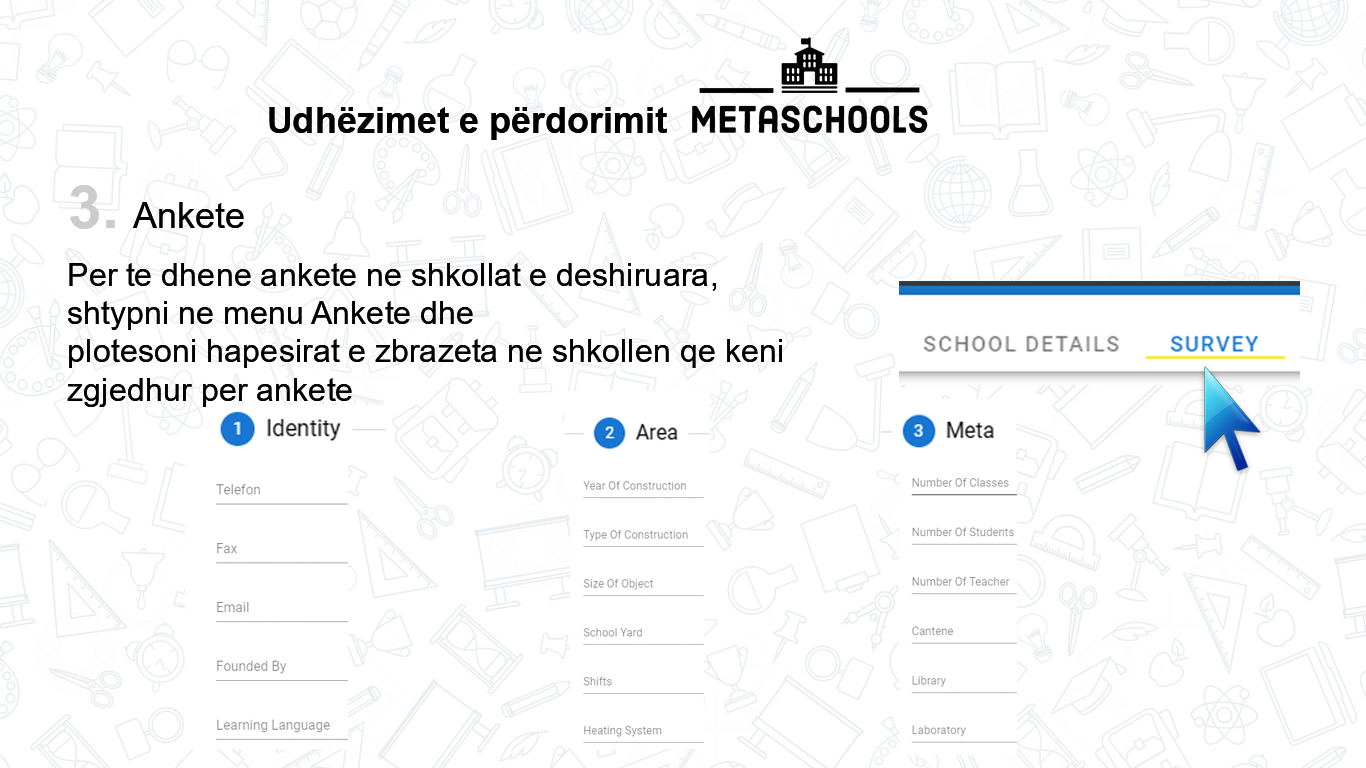 Udhëzimet e përdorimit
METASCHOOLS
3. Ankete
Per te dhene ankete ne shkollat e deshiruara,
shtypni ne menu Ankete dhe
plotesoni hapesirat e zbrazeta ne shkollen qe keni
zgjedhur per ankete
SCHOOL DETAILS
SURVEY
1 Identity
Telefon
Fax
Email
Founded By
Learning Language
2 Area
Year Of Construction
Type Of Construction
Size Of Object
School Yard
Shifts
Heating System
3 Meta
Number Of Classes
Number Of Students
Number Of Teacher
Cantene
Library
Laboratory